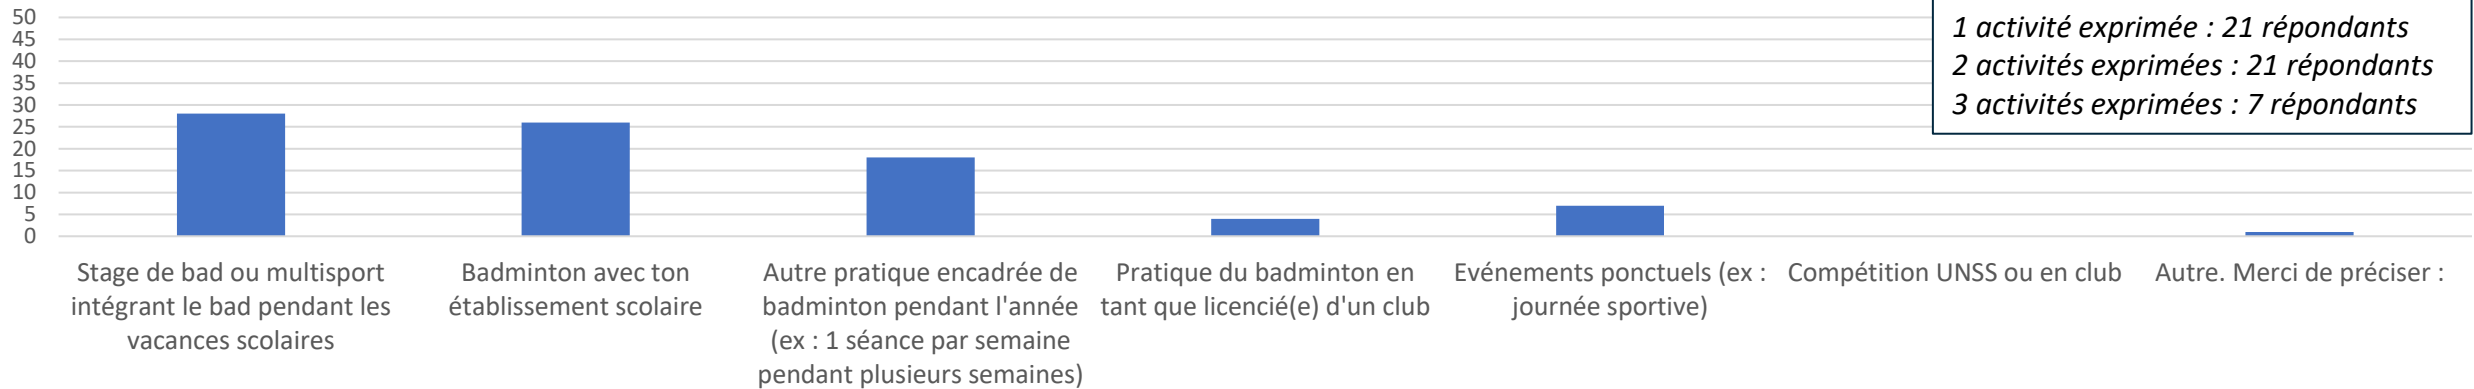 50
45
40
35
30
25
20
15
10
5
0
1 activité exprimée : 21 répondants
2 activités exprimées : 21 répondants
3 activités exprimées : 7 répondants
Stage de bad ou multisport
intégrant le bad pendant les
vacances scolaires
Badminton avec ton
établissement scolaire
Autre pratique encadrée de
badminton pendant l'année
(ex : 1 séance par semaine
pendant plusieurs semaines)
Pratique du badminton en
tant que licencié(e) d'un club
Evénements ponctuels (ex :
journée sportive)
Compétition UNSS ou en club
Autre. Merci de préciser :